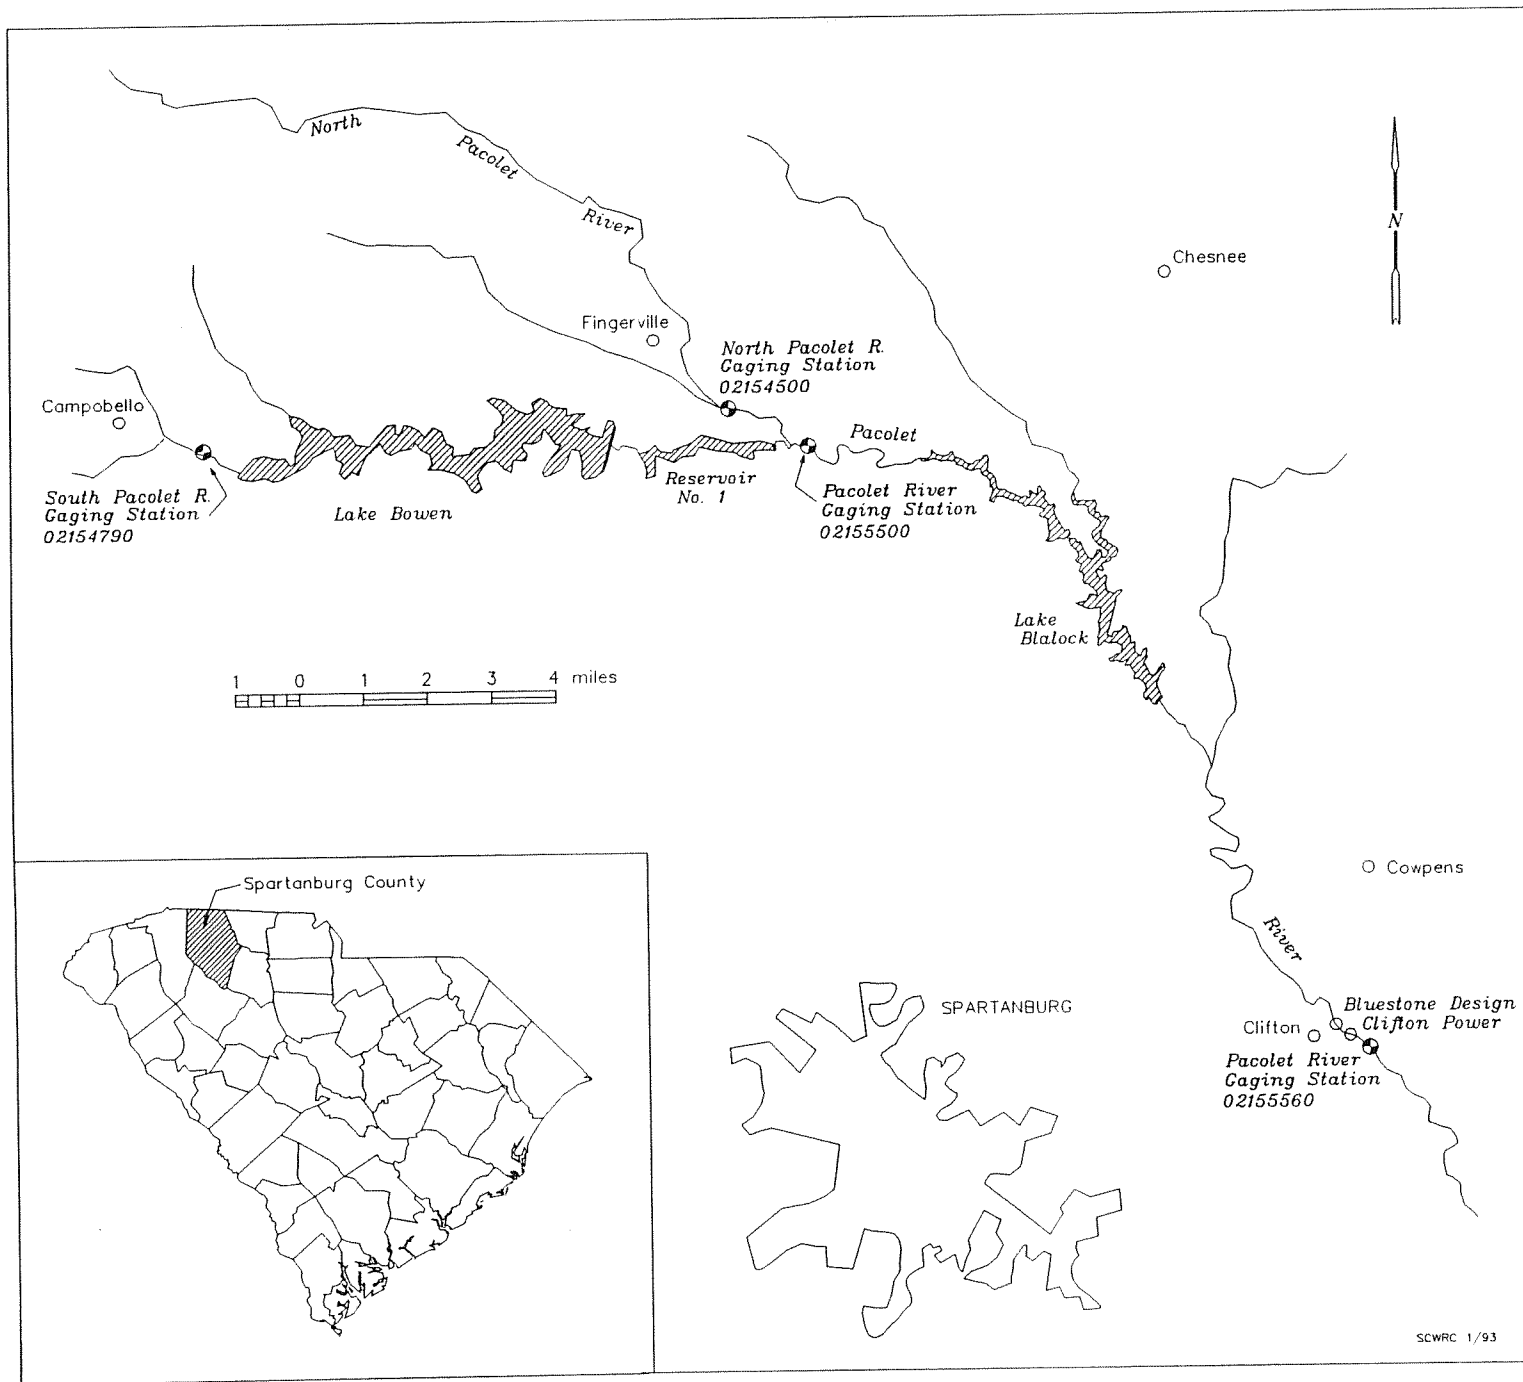 North
Pacolet
River
N
Chesnee
Fingerville
North Pacolet R.
Gaging Station
02154500
Campobello
Pacolet
South Pacolet R.
Gaging Station
02154790
Lake Bowen
Reservoir
No. 1
Pacolet River
Gaging Station
02155500
Lake
Blalock
1 0 1 2 3 4 miles
Spartanburg County
Cowpens
River
SPARTANBURG
Bluestone Design
Clifton Power
Clifton
Pacolet River
Gaging Station
02155560
SCWRC 1/93